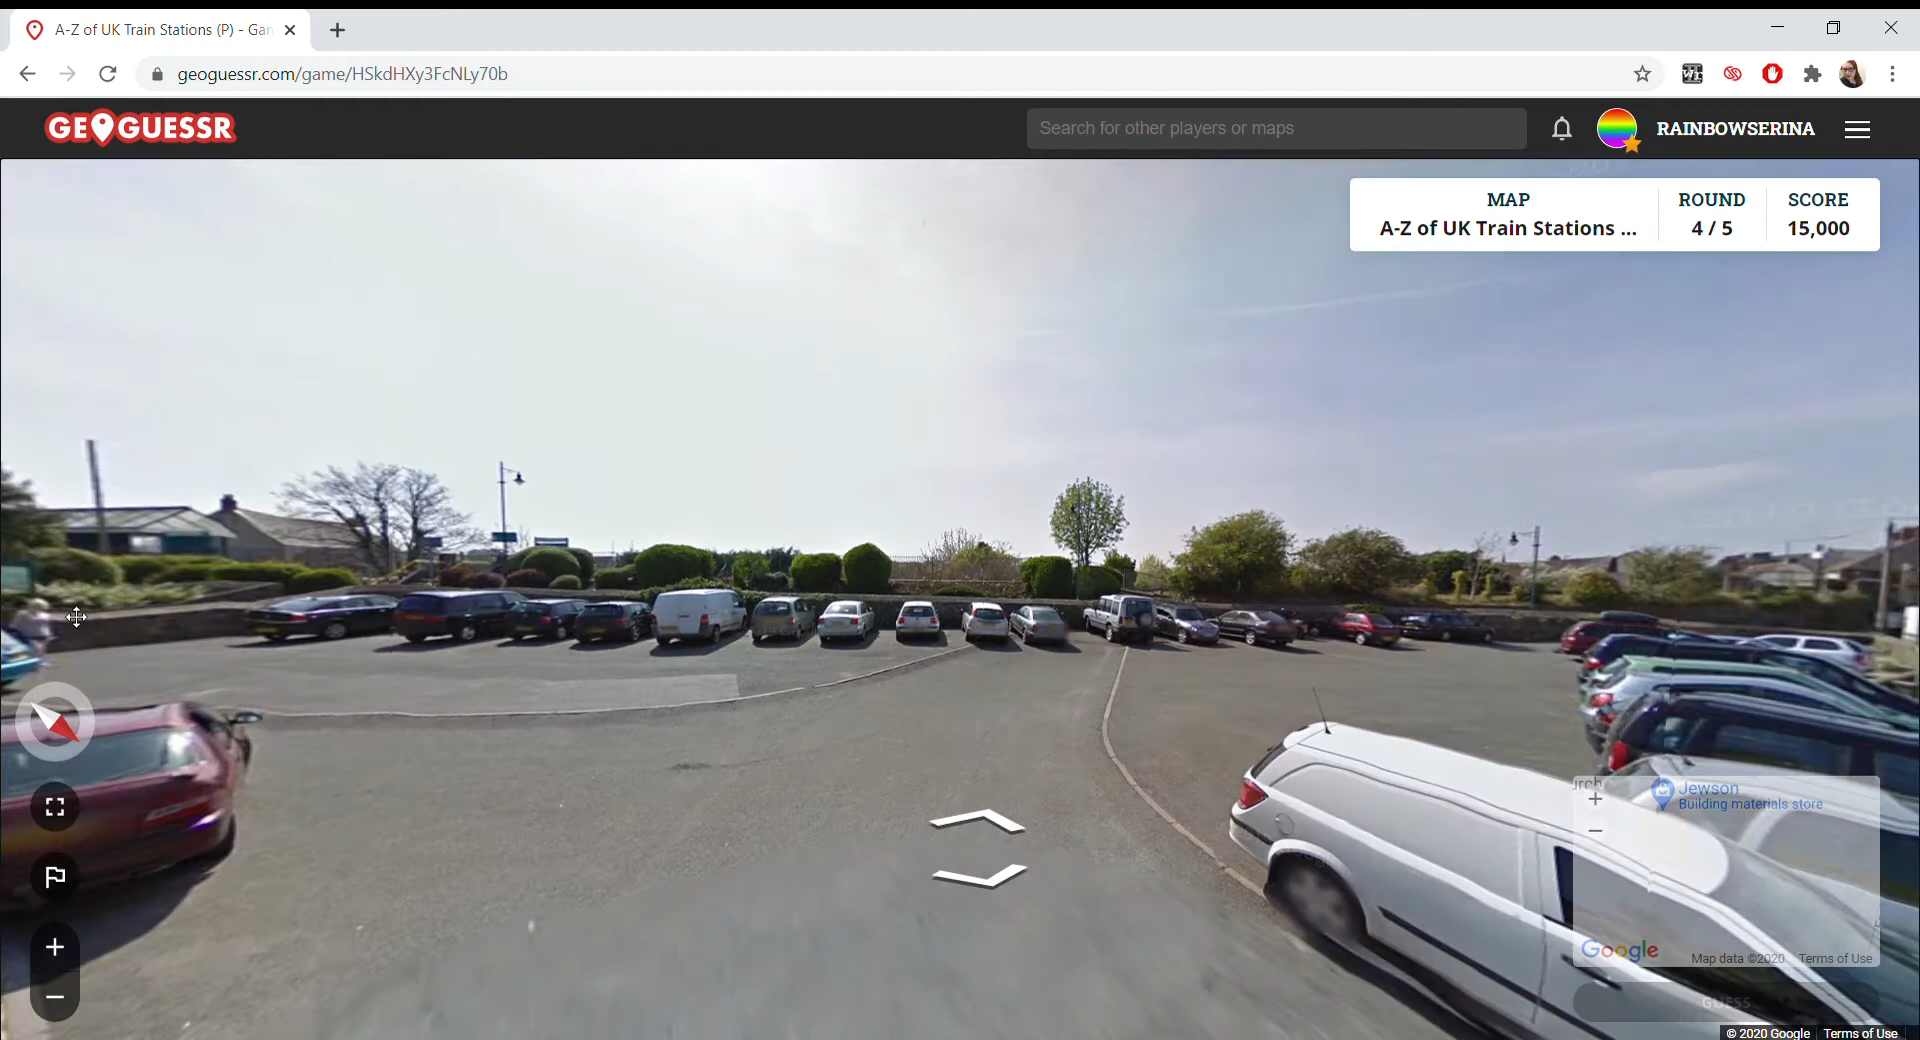 A-Z of UK Train Stations (P) - Gar
geoguessr.com/game/HSkdHXy3FcNLy70b
GEOGUESSR
Search for other players or maps
RAINBOWSERINA
MAP
A-Z of UK Train Stations ...
ROUND
4 / 5
SCORE
15,000
urch
Jewson
Building materials store
Google
Map data ©2020
Terms of Use
GUESS
© 2020 Google
Terms of Use